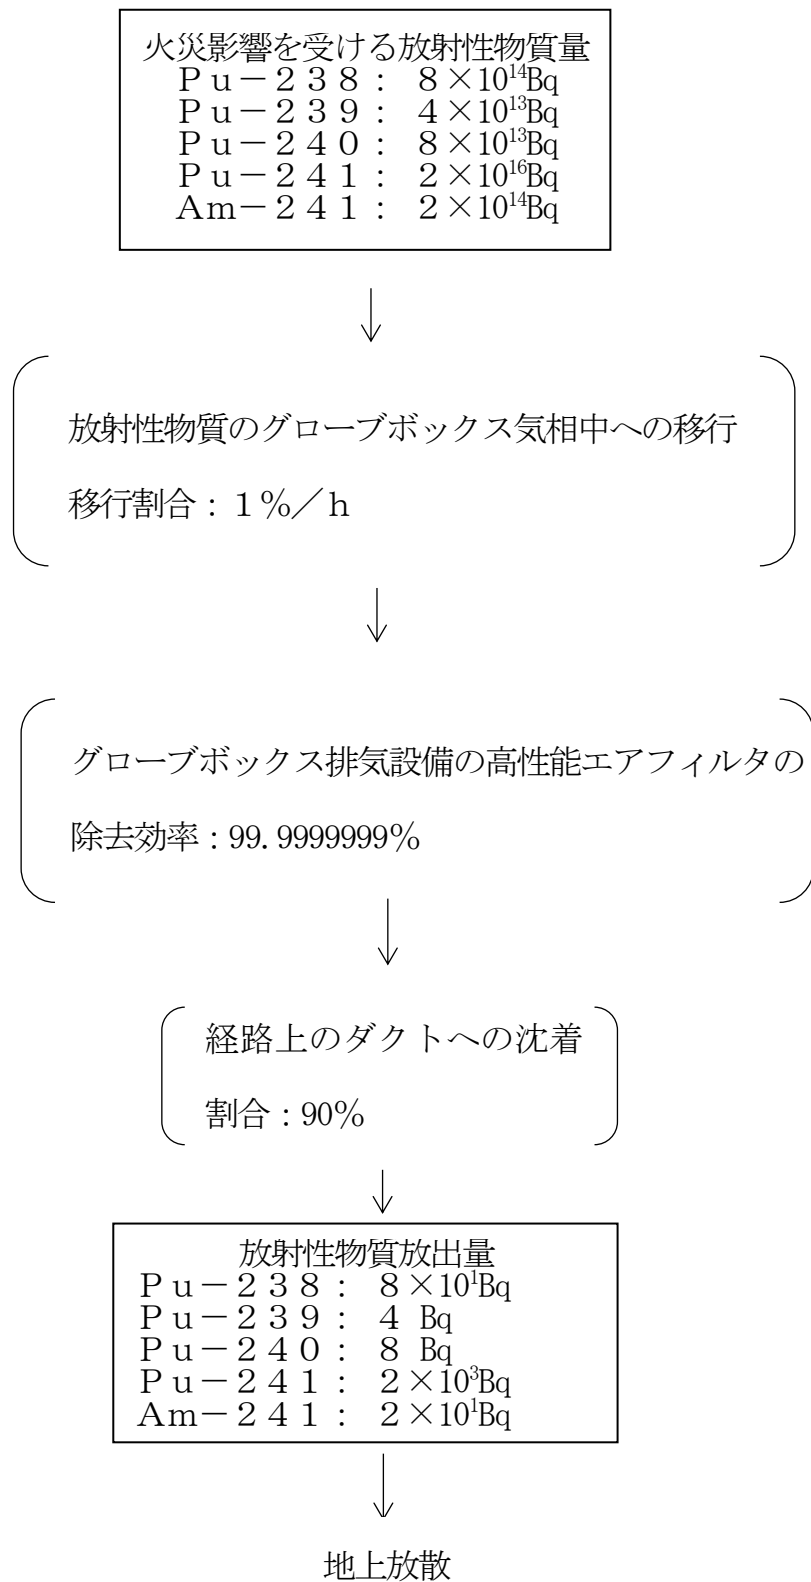 火災影響を受ける放射性物質量
Ｐｕ－２３８： ８×10¹⁴Bq
Ｐｕ－２３９： ４×10¹³Bq
Ｐｕ－２４０： ８×10¹³Bq
Ｐｕ－２４１： ２×10¹⁶Bq
Ａｍ－２４１： ２×10¹⁴Bq
放射性物質のグローブボックス気相中への移行
移行割合：１％／ｈ
グローブボックス排気設備の高性能エアフィルタの
除去効率：99.9999999％
経路上のダクトへの沈着
割合：90％
放射性物質放出量
Ｐｕ－２３８： ８×10¹Bq
Ｐｕ－２３９： ４ Bq
Ｐｕ－２４０： ８ Bq
Ｐｕ－２４１： ２×10³Bq
Ａｍ－２４１： ２×10¹Bq
地上放散